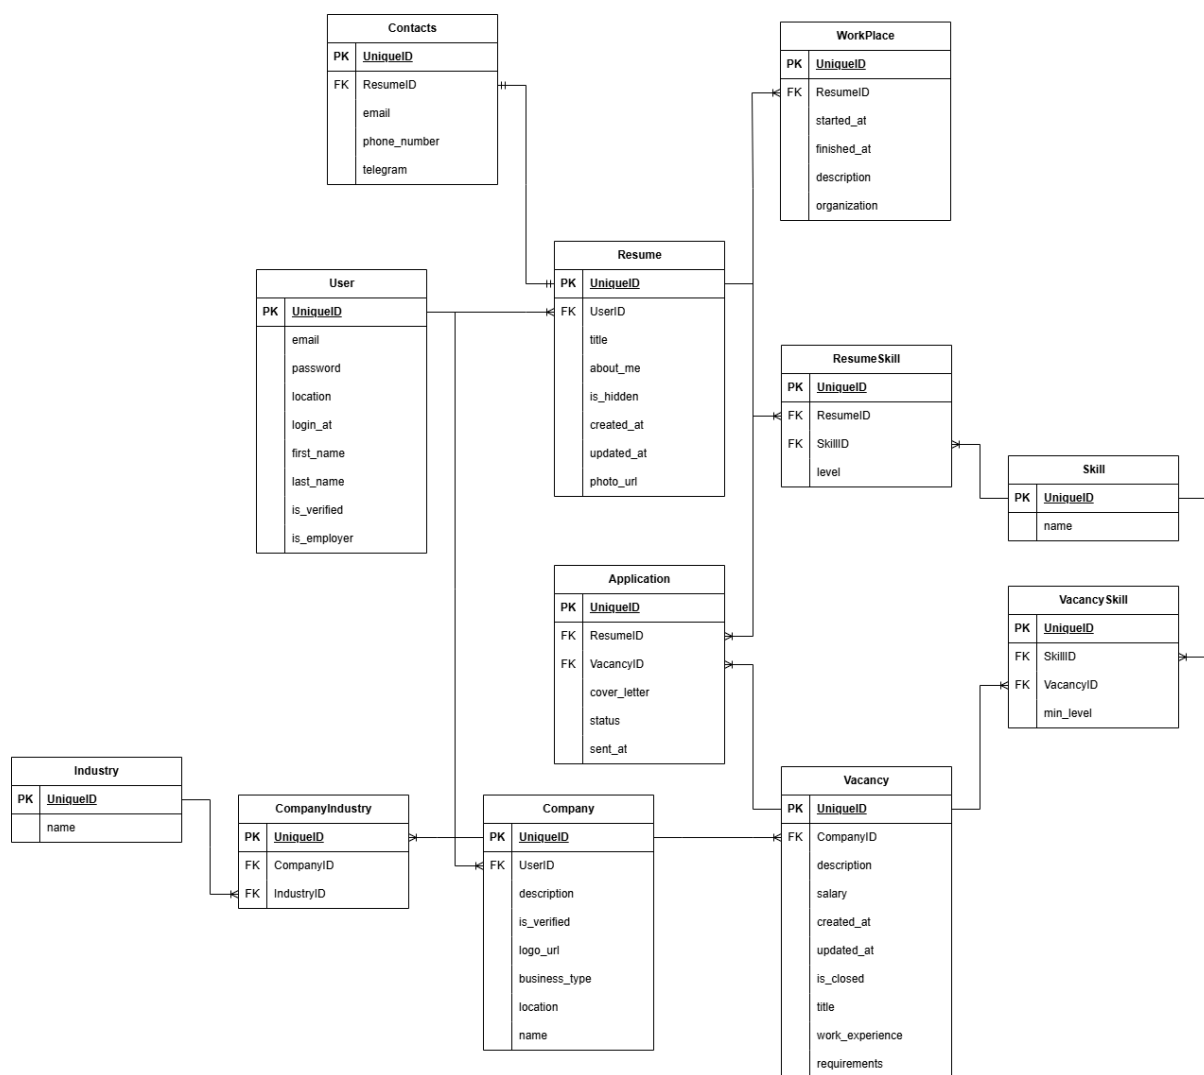 Contacts
PK UniqueID
FK ResumeID
email
phone_number
telegram
WorkPlace
PK UniqueID
FK ResumeID
started_at
finished_at
description
organization
Resume
PK UniqueID
FK UserID
title
about_me
is_hidden
created_at
updated_at
photo_url
User
PK UniqueID
email
password
location
login_at
first_name
last_name
is_verified
is_employer
ResumeSkill
PK UniqueID
FK ResumeID
FK SkillID
level
Skill
PK UniqueID
name
Application
PK UniqueID
FK ResumeID
FK VacancyID
cover_letter
status
sent_at
VacancySkill
PK UniqueID
FK SkillID
FK VacancyID
min_level
Industry
PK UniqueID
name
CompanyIndustry
PK UniqueID
FK CompanyID
FK IndustryID
Company
PK UniqueID
FK UserID
description
is_verified
logo_url
business_type
location
name
Vacancy
PK UniqueID
FK CompanyID
description
salary
created_at
updated_at
is_closed
title
work_experience
requirements